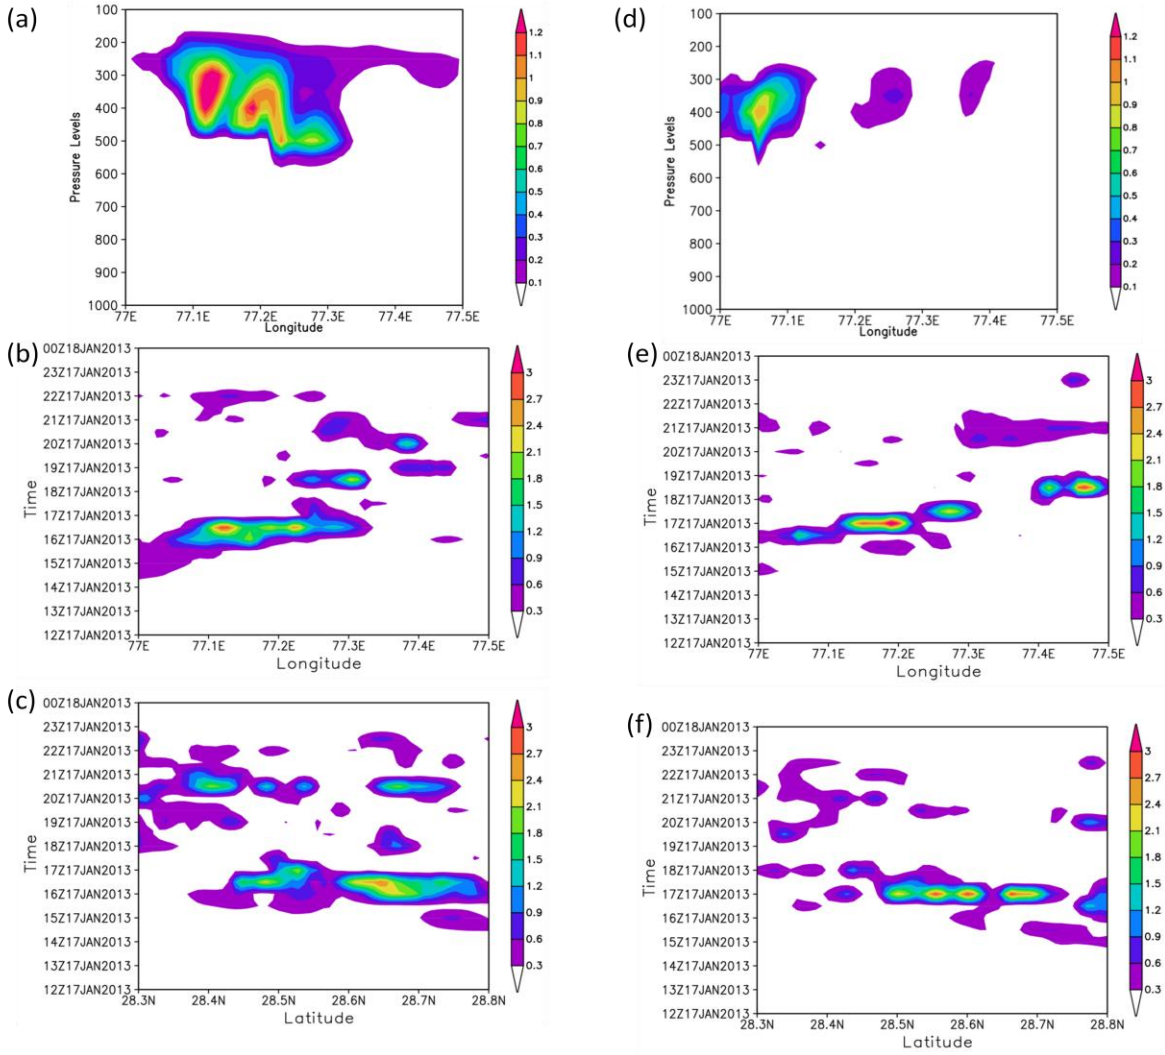 (a)
100
200
300
400
500
600
700
800
900
1000
Pressure Levels
77E 77.1E 77.2E 77.3E 77.4E 77.5E
Longitude
1.2
1
0.9
0.8
0.7
0.6
0.5
0.4
0.3
0.2
0.1
(d)
100
200
300
400
500
600
700
800
900
1000
Pressure Levels
77E 77.1E 77.2E 77.3E 77.4E 77.5E
Longitude
1.2
1
0.9
0.8
0.7
0.6
0.5
0.4
0.3
0.2
0.1
(b)
00Z18JAN2013
23Z17JAN2013
22Z17JAN2013
21Z17JAN2013
20Z17JAN2013
19Z17JAN2013
18Z17JAN2013
17Z17JAN2013
16Z17JAN2013
15Z17JAN2013
14Z17JAN2013
13Z17JAN2013
12Z17JAN2013
Time
77E 77.1E 77.2E 77.3E 77.4E 77.5E
Longitude
3
2.7
2.4
2.1
1.8
1.5
1.2
0.9
0.6
0.3
(e)
00Z18JAN2013
23Z17JAN2013
22Z17JAN2013
21Z17JAN2013
20Z17JAN2013
19Z17JAN2013
18Z17JAN2013
17Z17JAN2013
16Z17JAN2013
15Z17JAN2013
14Z17JAN2013
13Z17JAN2013
12Z17JAN2013
Time
77E 77.1E 77.2E 77.3E 77.4E 77.5E
Longitude
3
2.7
2.4
2.1
1.8
1.5
1.2
0.9
0.6
0.3
(c)
00Z18JAN2013
23Z17JAN2013
22Z17JAN2013
21Z17JAN2013
20Z17JAN2013
19Z17JAN2013
18Z17JAN2013
17Z17JAN2013
16Z17JAN2013
15Z17JAN2013
14Z17JAN2013
13Z17JAN2013
12Z17JAN2013
Time
28.3N 28.4N 28.5N 28.6N 28.7N 28.8N
Latitude
3
2.7
2.4
2.1
1.8
1.5
1.2
0.9
0.6
0.3
(f)
00Z18JAN2013
23Z17JAN2013
22Z17JAN2013
21Z17JAN2013
20Z17JAN2013
19Z17JAN2013
18Z17JAN2013
17Z17JAN2013
16Z17JAN2013
15Z17JAN2013
14Z17JAN2013
13Z17JAN2013
12Z17JAN2013
Time
28.3N 28.4N 28.5N 28.6N 28.7N 28.8N
Latitude
3
2.7
2.4
2.1
1.8
1.5
1.2
0.9
0.6
0.3